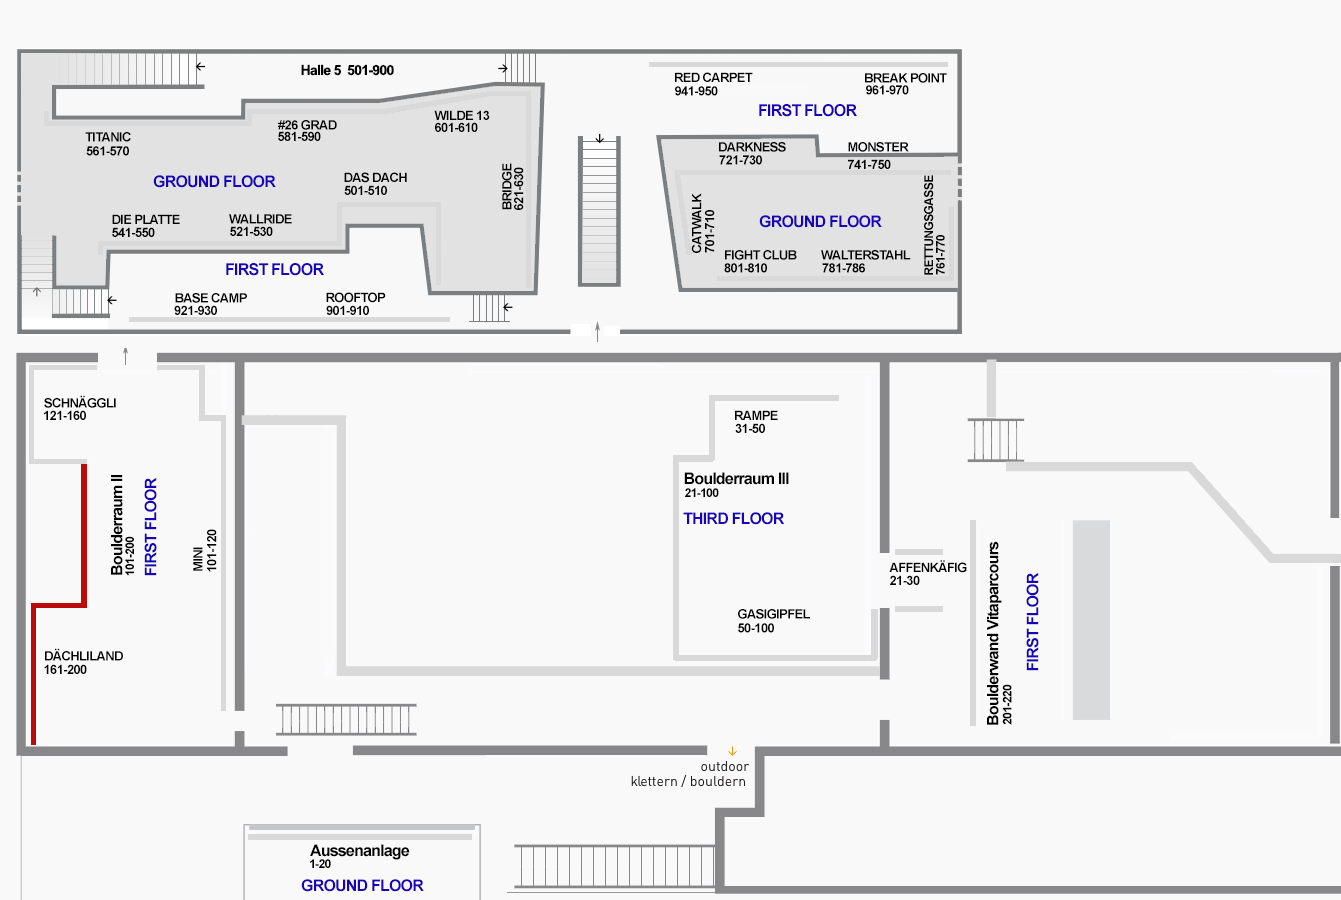 Halle 5 501-900
RED CARPET
941-950
BREAK POINT
961-970
FIRST FLOOR
TITANIC
561-570
#26 GRAD
581-590
WILDE 13
601-610
GROUND FLOOR
DAS DACH
501-510
BRIDGE
621-630
DIE PLATTE
541-550
WALLRIDE
521-530
FIRST FLOOR
BASE CAMP
921-930
ROOFTOP
901-910
DARKNESS
721-730
MONSTER
741-750
CATWALK
701-710
GROUND FLOOR
RETTUNGSGASSE
761-770
FIGHT CLUB
801-810
WALTERSTAHL
781-786
SCHNÄGGLI
121-160
Boulderraum II
101-200
FIRST FLOOR
MINI
101-120
DÄCHLILAND
161-200
RAMPE
31-50
Boulderraum III
21-100
THIRD FLOOR
GASIGIPFEL
50-100
AFFENKÄFIG
21-30
Boulderwand Vitaparcours
201-220
FIRST FLOOR
outdoor
klettern / bouldern
Aussenanlage
1-20
GROUND FLOOR